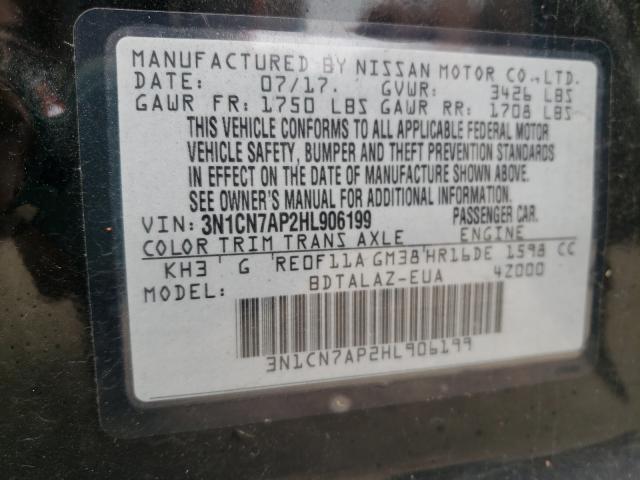 MANUFACTURED BY NISSAN MOTOR CO.,LTD.
DATE: 07/17. GVWR: 3426 LBS
GAWR FR: 1750 LBS GAWR RR: 1708 LBS
THIS VEHICLE CONFORMS TO ALL APPLICABLE FEDERAL MOTOR
VEHICLE SAFETY, BUMPER AND THEFT PREVENTION STANDARDS
IN EFFECT ON THE DATE OF MANUFACTURE SHOWN ABOVE.
SEE OWNER'S MANUAL FOR ADDITIONAL INFORMATION.
VIN: 3N1CN7AP2HL906199 PASSENGER CAR.
COLOR TRIM TRANS AXLE ENGINE
KH3 G RE0F11A GM38 HR16DE 1598 CC
MODEL: BDTALAZ-EUA 4Z000
3N1CN7AP2HL906199